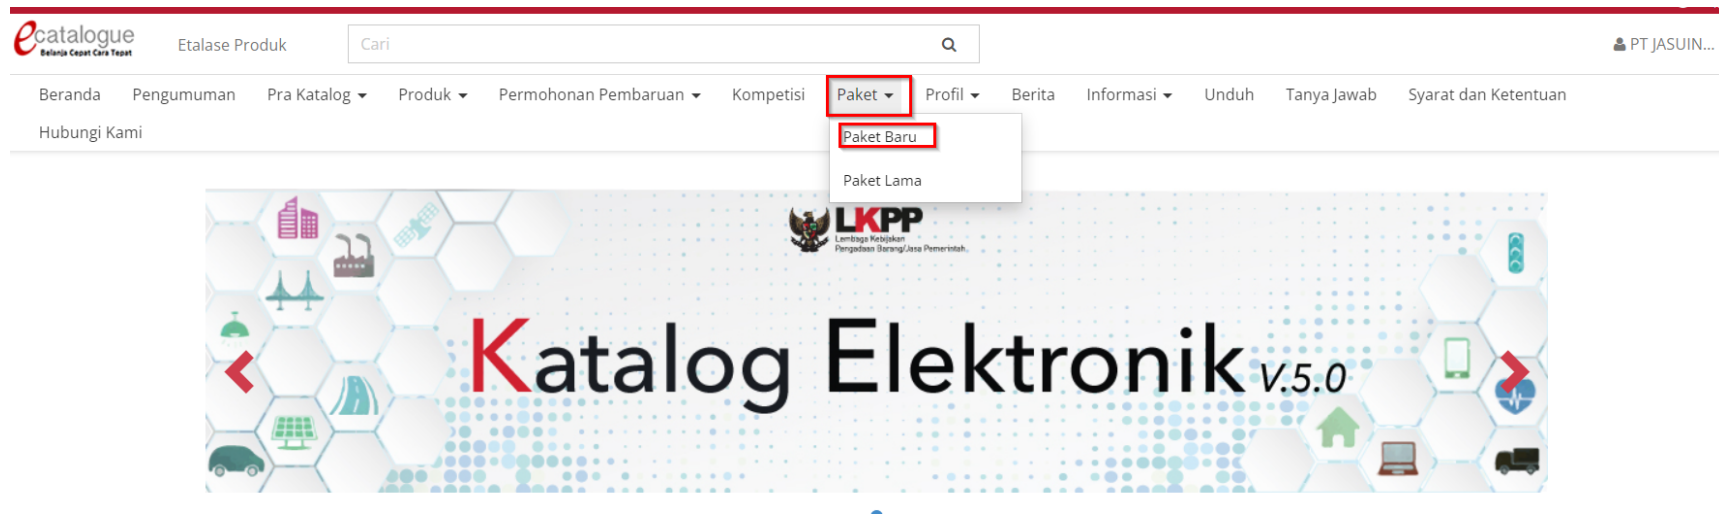 ecatalogue
Belanja Cepat Cara Tepat
Etalase Produk
Cari
PT JASUIN...
Beranda Pengumuman Pra Katalog Produk Permohonan Pembaruan Kompetisi Paket Profil Berita Informasi Unduh Tanya Jawab Syarat dan Ketentuan
Hubungi Kami
Paket Baru
Paket Lama
LKPP
Lembaga Kebijakan
Pengadaan Barang/Jasa Pemerintah
Katalog Elektronik v.5.0